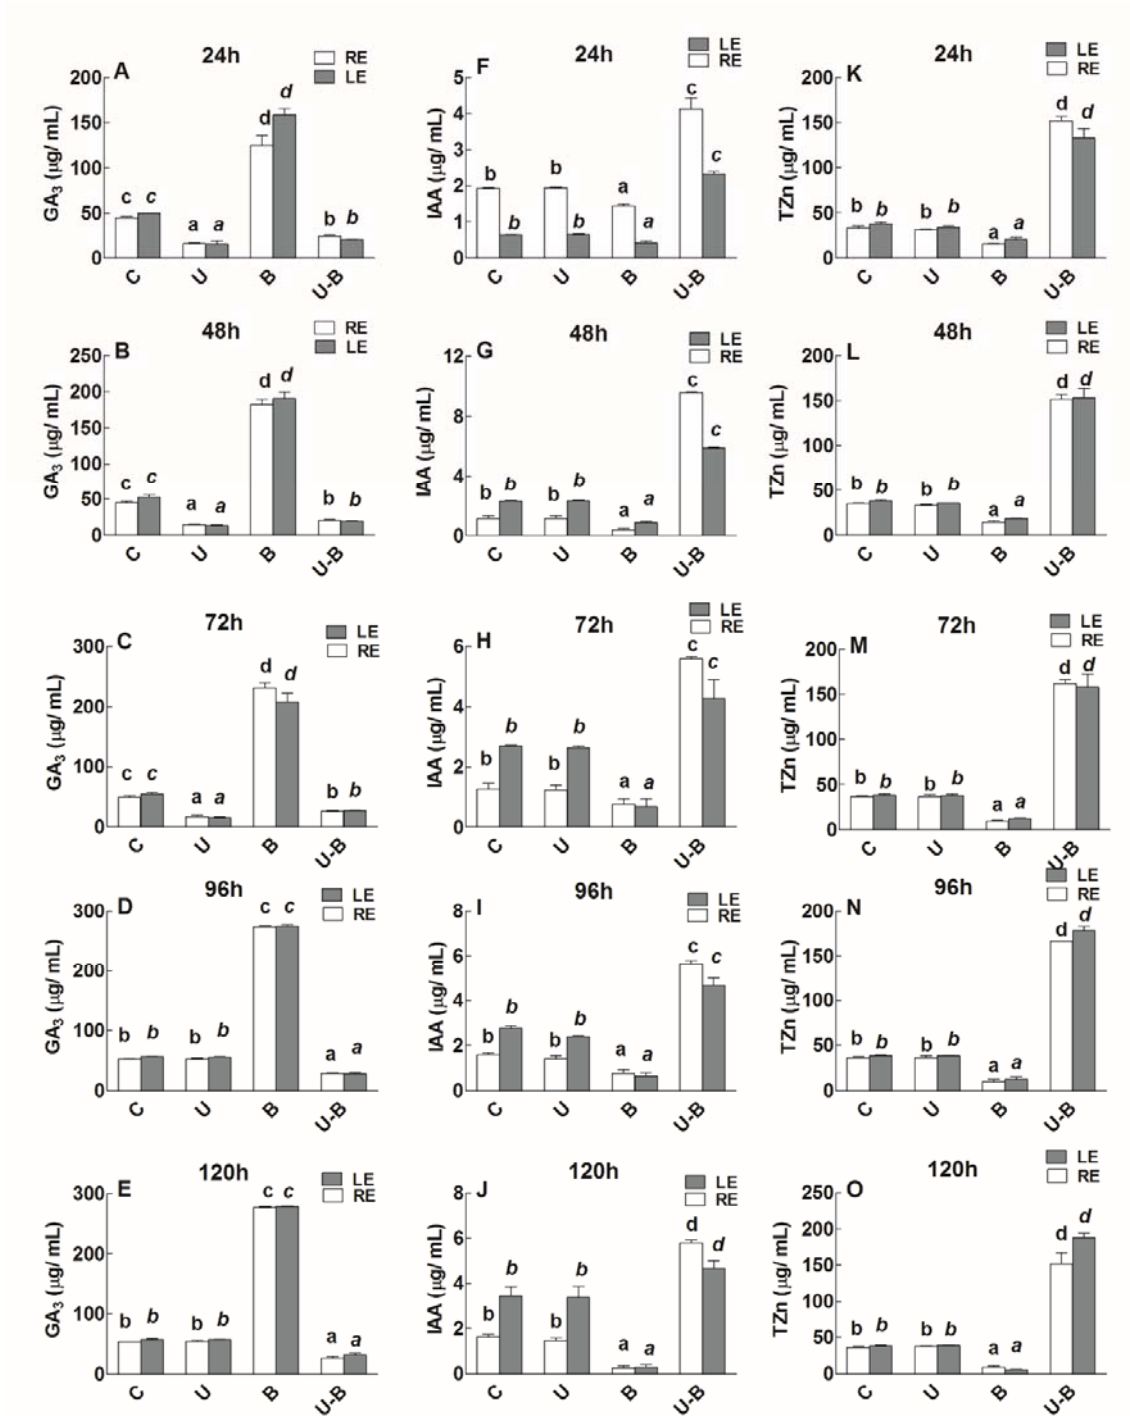 A 24h
RE
LE
GA₃ (µg/ mL)
200
150
100
50
0
c c a a d d b b
C U B U-B
F 24h
LE
RE
IAA (µg/ mL)
5
4
3
2
1
0
b b b b a a c c
C U B U-B
K 24h
LE
RE
TZn (µg/ mL)
200
150
100
50
0
b b b b a a d d
C U B U-B
B 48h
RE
LE
GA₃ (µg/ mL)
250
200
150
100
50
0
c c a a d d b b
C U B U-B
G 48h
LE
RE
IAA (µg/ mL)
12
8
4
0
b b b b a a c c
C U B U-B
L 48h
LE
RE
TZn (µg/ mL)
200
150
100
50
0
b b b b a a d d
C U B U-B
C 72h
LE
RE
GA₃ (µg/ mL)
300
200
100
0
c c a a d d b b
C U B U-B
H 72h
LE
RE
IAA (µg/ mL)
6
4
2
0
b b b b a a c c
C U B U-B
M 72h
LE
RE
TZn (µg/ mL)
200
150
100
50
0
b b b b a a d d
C U B U-B
D 96h
LE
RE
GA₃ (µg/ mL)
300
200
100
0
b b b b c c a a
C U B U-B
I 96h
LE
RE
IAA (µg/ mL)
8
6
4
2
0
b b b b a a c c
C U B U-B
N 96h
LE
RE
TZn (µg/ mL)
200
150
100
50
0
b b b b a a d d
C U B U-B
E 120h
LE
RE
GA₃ (µg/ mL)
300
200
100
0
b b b b c c a a
C U B U-B
J 120h
LE
RE
IAA (µg/ mL)
8
6
4
2
0
b b b b a a d d
C U B U-B
O 120h
LE
RE
TZn (µg/ mL)
250
200
150
100
50
0
b b b b a a d d
C U B U-B